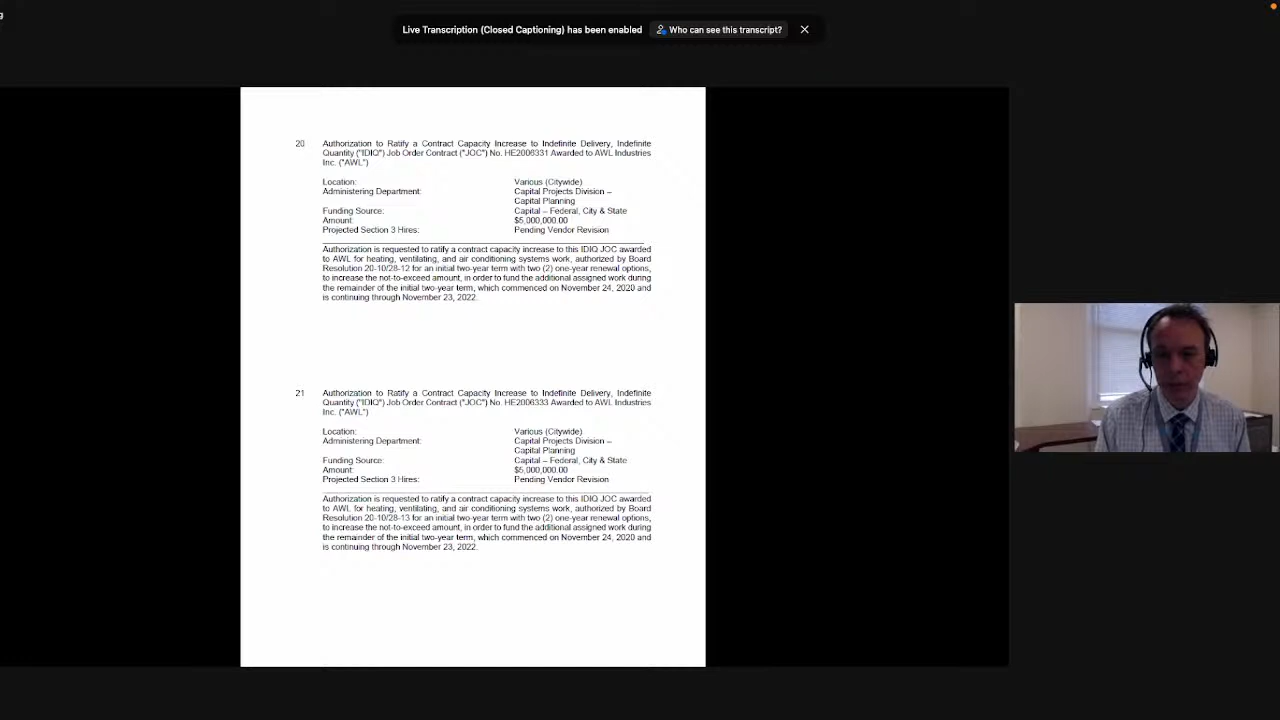 g
Live Transcription (Closed Captioning) has been enabled
Who can see this transcript?
20
Authorization to Ratify a Contract Capacity Increase to Indefinite Delivery, Indefinite
Quantity ("IDIQ") Job Order Contract ("JOC") No. HE2006331 Awarded to AWL Industries
Inc. ("AWL")
Location: Various (Citywide)
Administering Department: Capital Projects Division –
Capital Planning
Funding Source: Capital – Federal, City & State
Amount: $5,000,000.00
Projected Section 3 Hires: Pending Vendor Revision
Authorization is requested to ratify a contract capacity increase to this IDIQ JOC awarded
to AWL for heating, ventilating, and air conditioning systems work, authorized by Board
Resolution 20-10/28-12 for an initial two-year term with two (2) one-year renewal options,
to increase the not-to-exceed amount, in order to fund the additional assigned work during
the remainder of the initial two-year term, which commenced on November 24, 2020 and
is continuing through November 23, 2022.
21
Authorization to Ratify a Contract Capacity Increase to Indefinite Delivery, Indefinite
Quantity ("IDIQ") Job Order Contract ("JOC") No. HE2006333 Awarded to AWL Industries
Inc. ("AWL")
Location: Various (Citywide)
Administering Department: Capital Projects Division –
Capital Planning
Funding Source: Capital – Federal, City & State
Amount: $5,000,000.00
Projected Section 3 Hires: Pending Vendor Revision
Authorization is requested to ratify a contract capacity increase to this IDIQ JOC awarded
to AWL for heating, ventilating, and air conditioning systems work, authorized by Board
Resolution 20-10/28-13 for an initial two-year term with two (2) one-year renewal options,
to increase the not-to-exceed amount, in order to fund the additional assigned work during
the remainder of the initial two-year term, which commenced on November 24, 2020 and
is continuing through November 23, 2022.